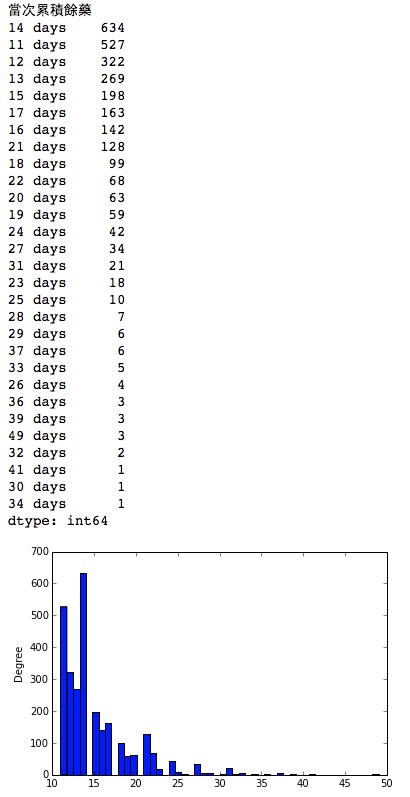 當次累積餘藥
14 days 634
11 days 527
12 days 322
13 days 269
15 days 198
17 days 163
16 days 142
21 days 128
18 days 99
22 days 68
20 days 63
19 days 59
24 days 42
27 days 34
31 days 21
23 days 18
25 days 10
28 days 7
29 days 6
37 days 6
33 days 5
26 days 4
36 days 3
39 days 3
49 days 3
32 days 2
41 days 1
30 days 1
34 days 1
dtype: int64
700
600
500
400
300
200
100
0
Degree
10 15 20 25 30 35 40 45 50